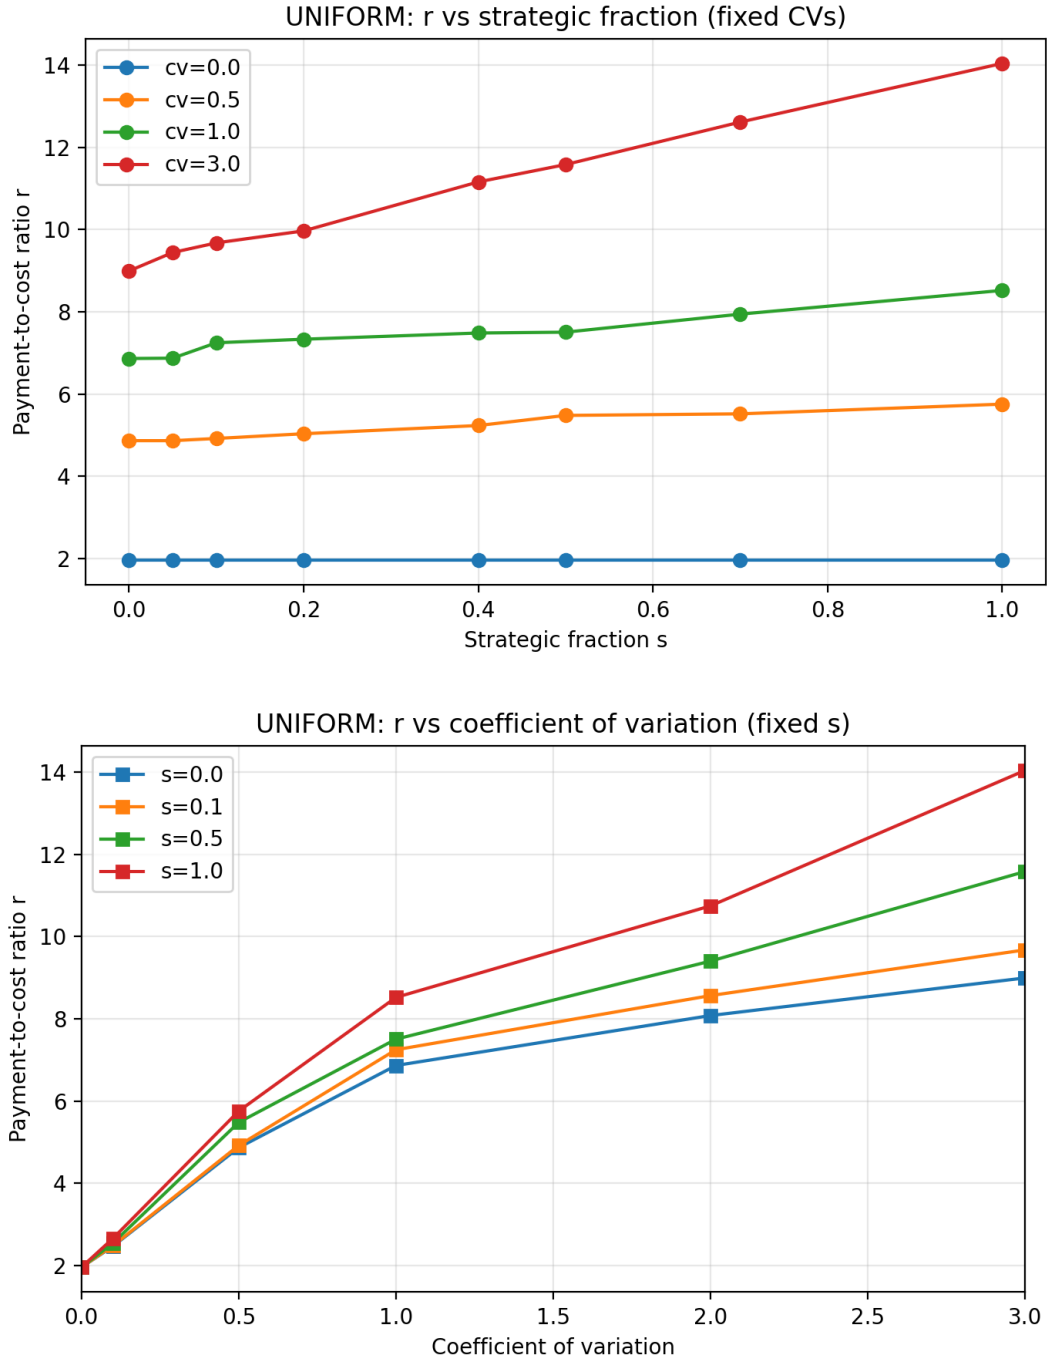 UNIFORM: r vs strategic fraction (fixed CVs)
cv=0.0
cv=0.5
cv=1.0
cv=3.0
14
12
10
8
6
4
2
Payment-to-cost ratio r
0.0 0.2 0.4 0.6 0.8 1.0
Strategic fraction s
UNIFORM: r vs coefficient of variation (fixed s)
s=0.0
s=0.1
s=0.5
s=1.0
14
12
10
8
6
4
2
Payment-to-cost ratio r
0.0 0.5 1.0 1.5 2.0 2.5 3.0
Coefficient of variation